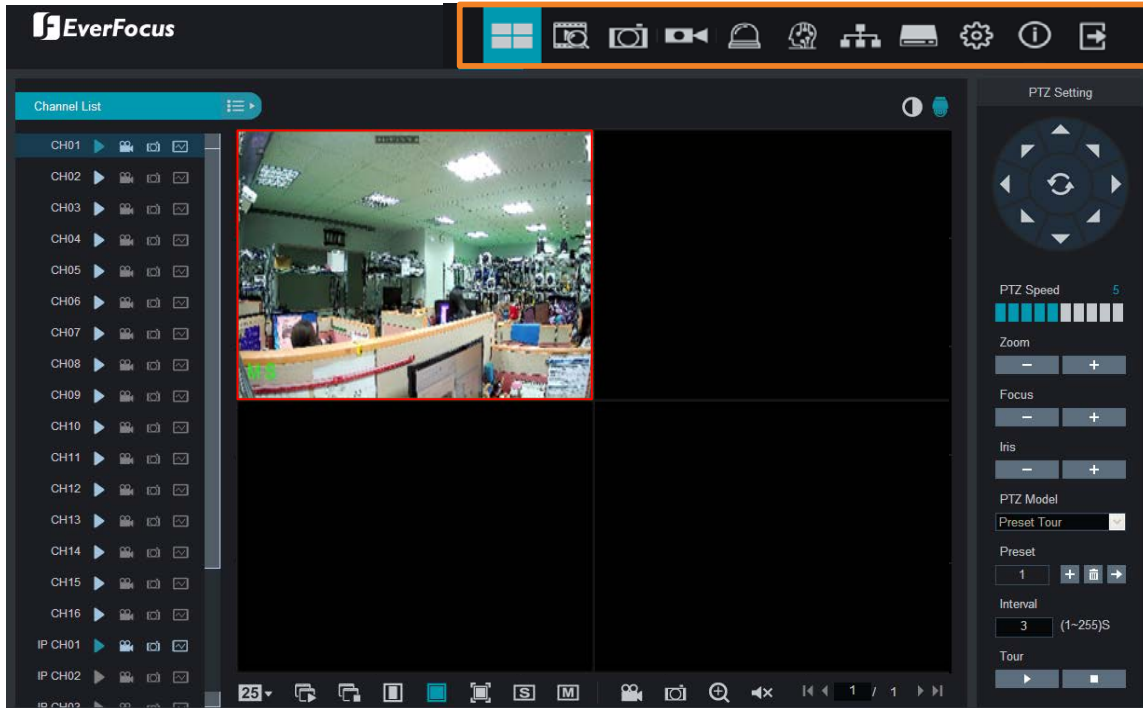 EverFocus
Channel List
PTZ Setting
CH01
CH02
CH03
CH04
CH05
CH06
CH07
CH08
CH09
CH10
CH11
CH12
CH13
CH14
CH15
CH16
IP CH01
IP CH02
IP CH03
M S
25
S
M
1 / 1
PTZ Speed 5
Zoom
Focus
Iris
PTZ Model
Preset Tour
Preset
1
Interval
3 (1~255)S
Tour